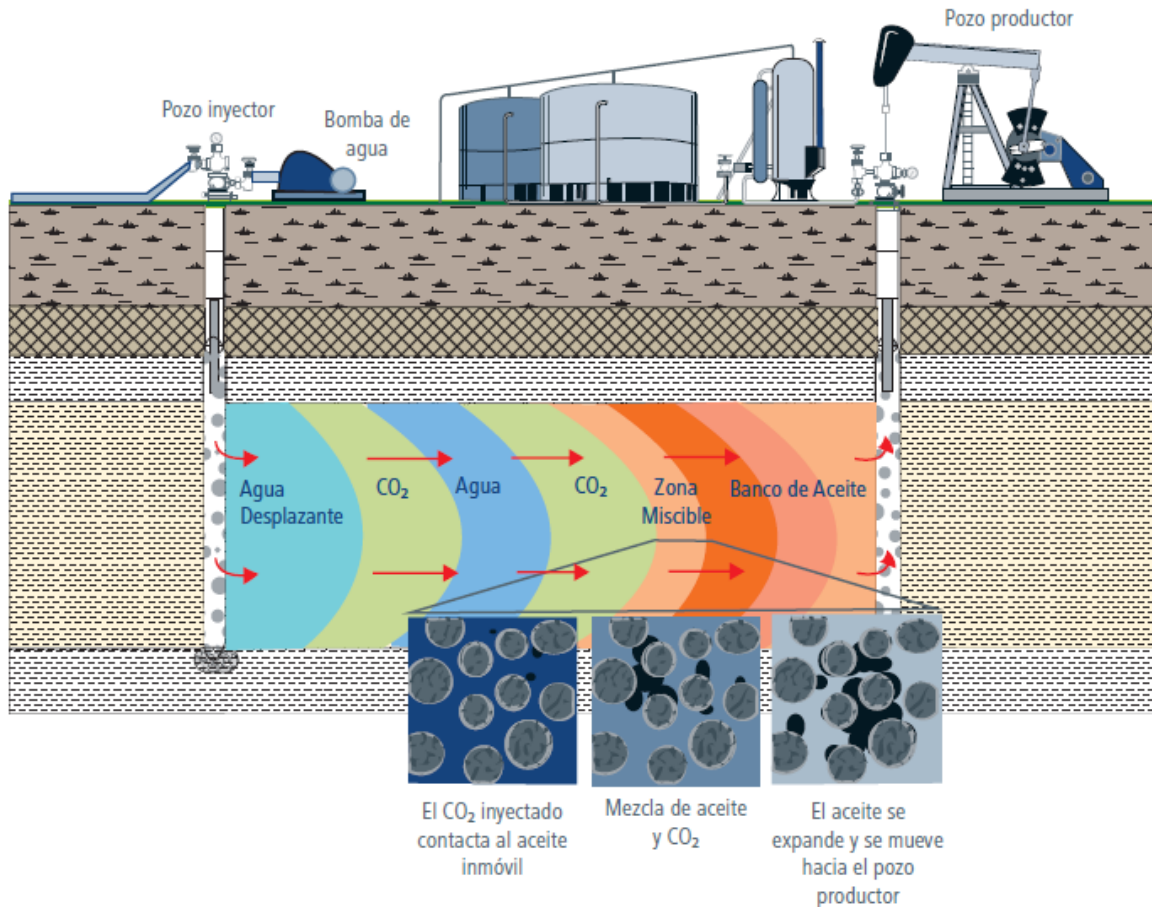 Pozo productor
Pozo inyector
Bomba de
agua
Agua
Desplazante
CO₂
Agua
CO₂
Zona
Miscible
Banco de Aceite
El CO₂ inyectado
contacta al aceite
inmóvil
Mezcla de aceite
y CO₂
El aceite se
expande y se mueve
hacia el pozo
productor